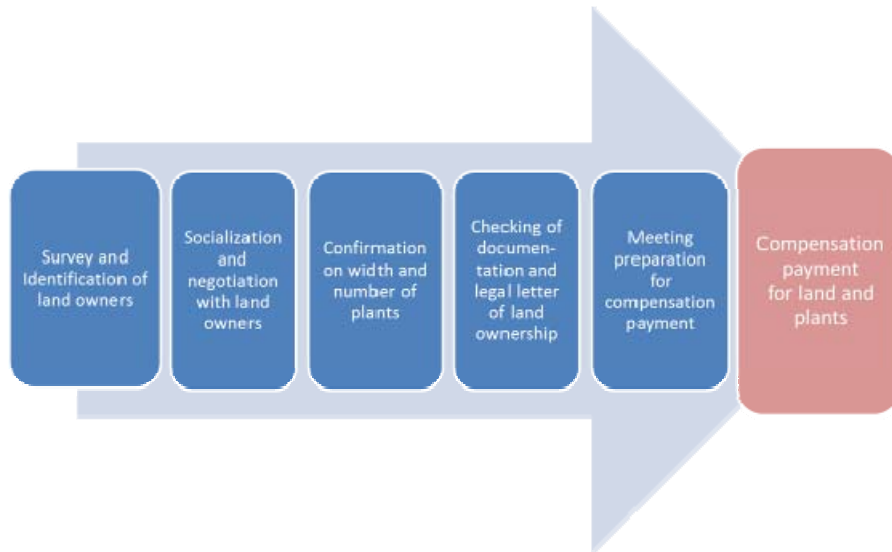 Survey and
Identification of
land owners
Socialization
and
negotiation
with land
owners
Confirmation
on width and
number of
plants
Checking of
documen-
tation and
legal letter
of land
ownership
Meeting
preparation
for
compensation
payment
Compensation
payment
for land and
plants